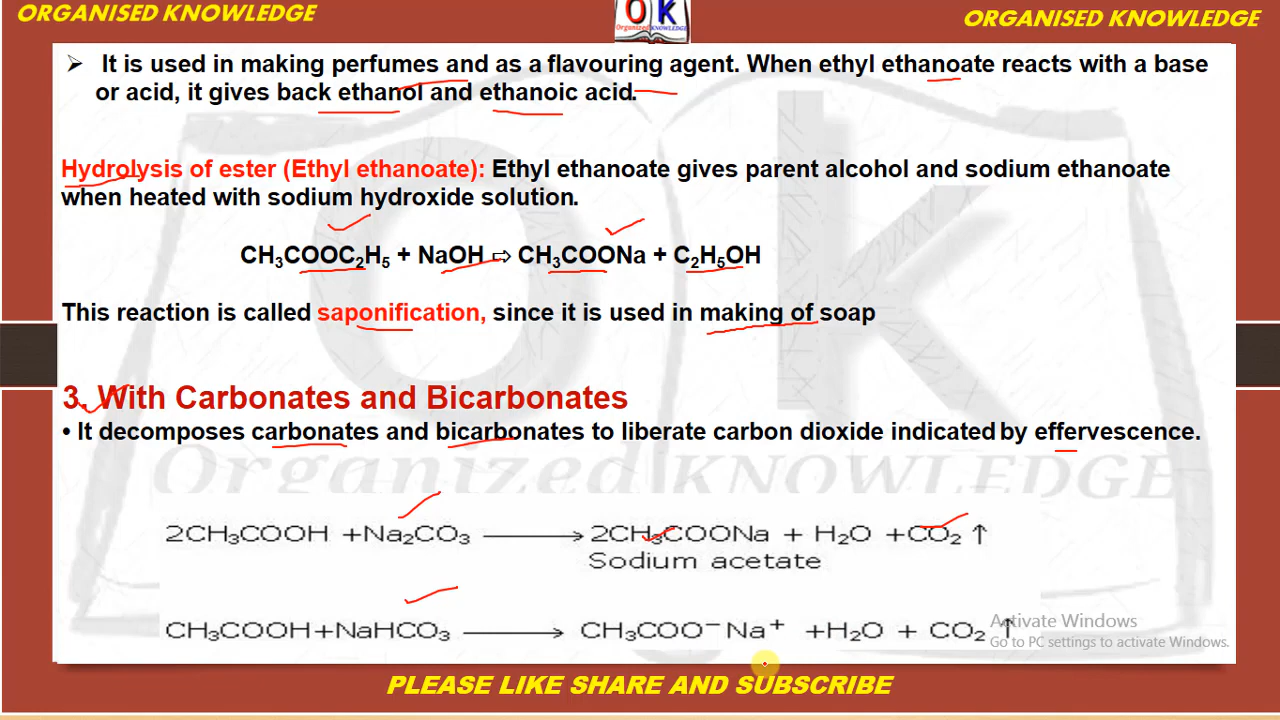 ORGANISED KNOWLEDGE
O K
Organized KNOWLEDGE
ORGANISED KNOWLEDGE
➢ It is used in making perfumes and as a flavouring agent. When ethyl ethanoate reacts with a base
or acid, it gives back ethanol and ethanoic acid.
Hydrolysis of ester (Ethyl ethanoate): Ethyl ethanoate gives parent alcohol and sodium ethanoate
when heated with sodium hydroxide solution.
CH₃COOC₂H₅ + NaOH ⇨ CH₃COONa + C₂H₅OH
This reaction is called saponification, since it is used in making of soap
3. With Carbonates and Bicarbonates
• It decomposes carbonates and bicarbonates to liberate carbon dioxide indicated by effervescence.
Organized KNOWLEDGE
2CH₃COOH +Na₂CO₃ ⟶ 2CH₃COONa + H₂O +CO₂ ↑
Sodium acetate
CH₃COOH+NaHCO₃ ⟶ CH₃COO⁻Na⁺ +H₂O + CO₂ ↑
Activate Windows
Go to PC settings to activate Windows.
PLEASE LIKE SHARE AND SUBSCRIBE